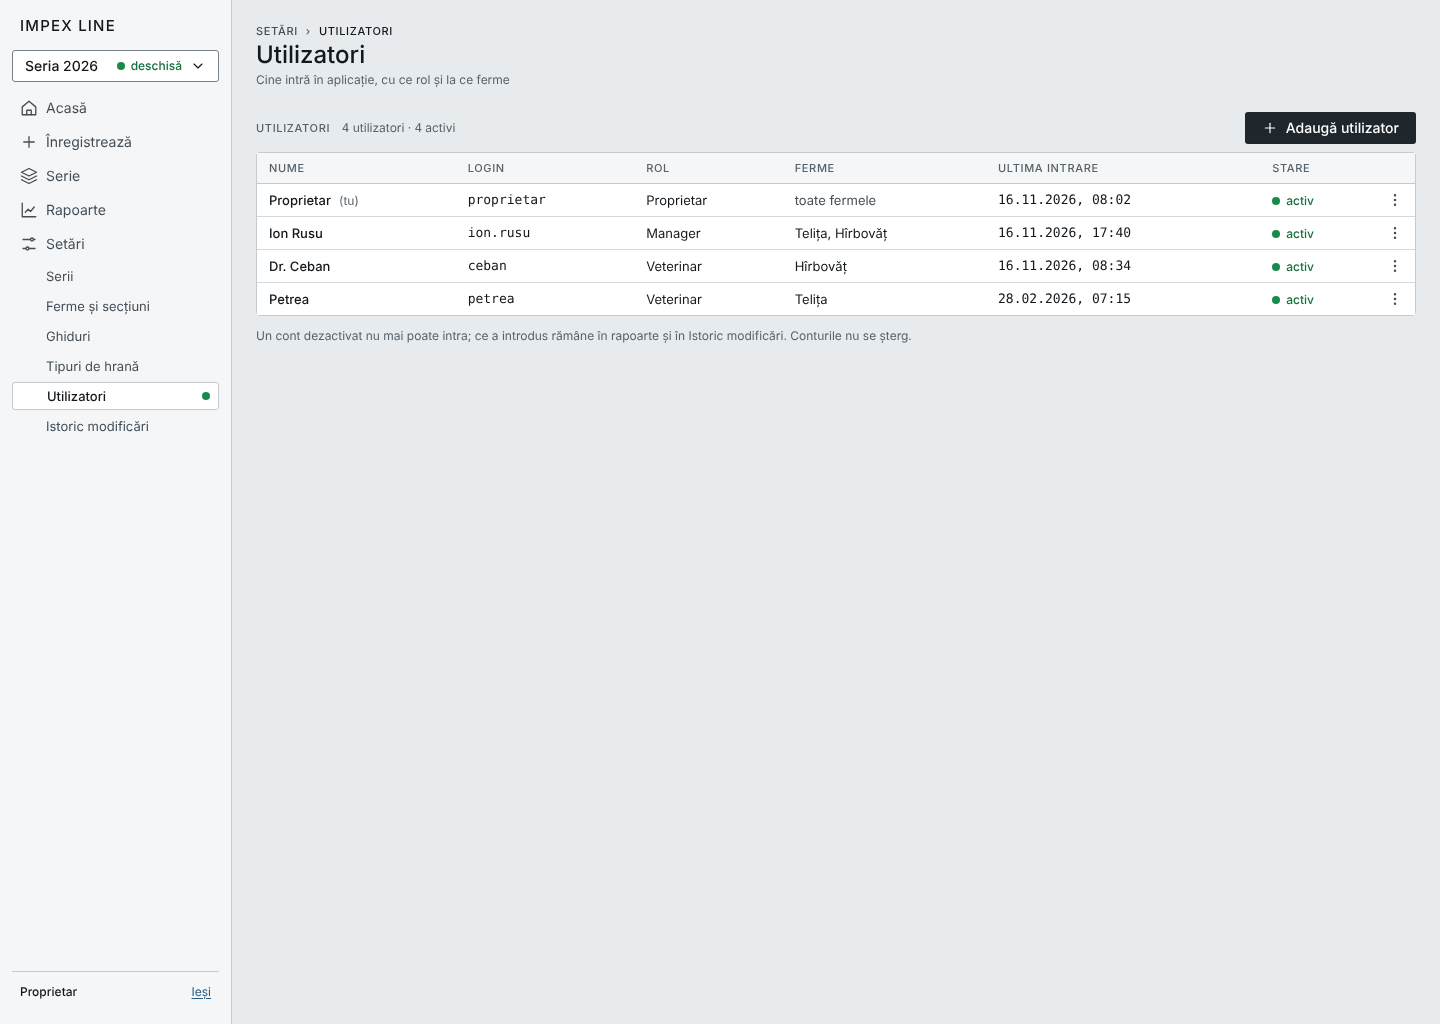 IMPEX LINE
Seria 2026 deschisă
Acasă
Înregistrează
Serie
Rapoarte
Setări
Serii
Ferme și secțiuni
Ghiduri
Tipuri de hrană
Utilizatori
Istoric modificări
Proprietar Ieși
SETĂRI › UTILIZATORI
Utilizatori
Cine intră în aplicație, cu ce rol și la ce ferme
UTILIZATORI 4 utilizatori · 4 activi
+ Adaugă utilizator
NUME LOGIN ROL FERME ULTIMA INTRARE STARE
Proprietar (tu) proprietar Proprietar toate fermele 16.11.2026, 08:02 activ
Ion Rusu ion.rusu Manager Telița, Hîrbovăț 16.11.2026, 17:40 activ
Dr. Ceban ceban Veterinar Hîrbovăț 16.11.2026, 08:34 activ
Petrea petrea Veterinar Telița 28.02.2026, 07:15 activ
Un cont dezactivat nu mai poate intra; ce a introdus rămâne în rapoarte și în Istoric modificări. Conturile nu se șterg.